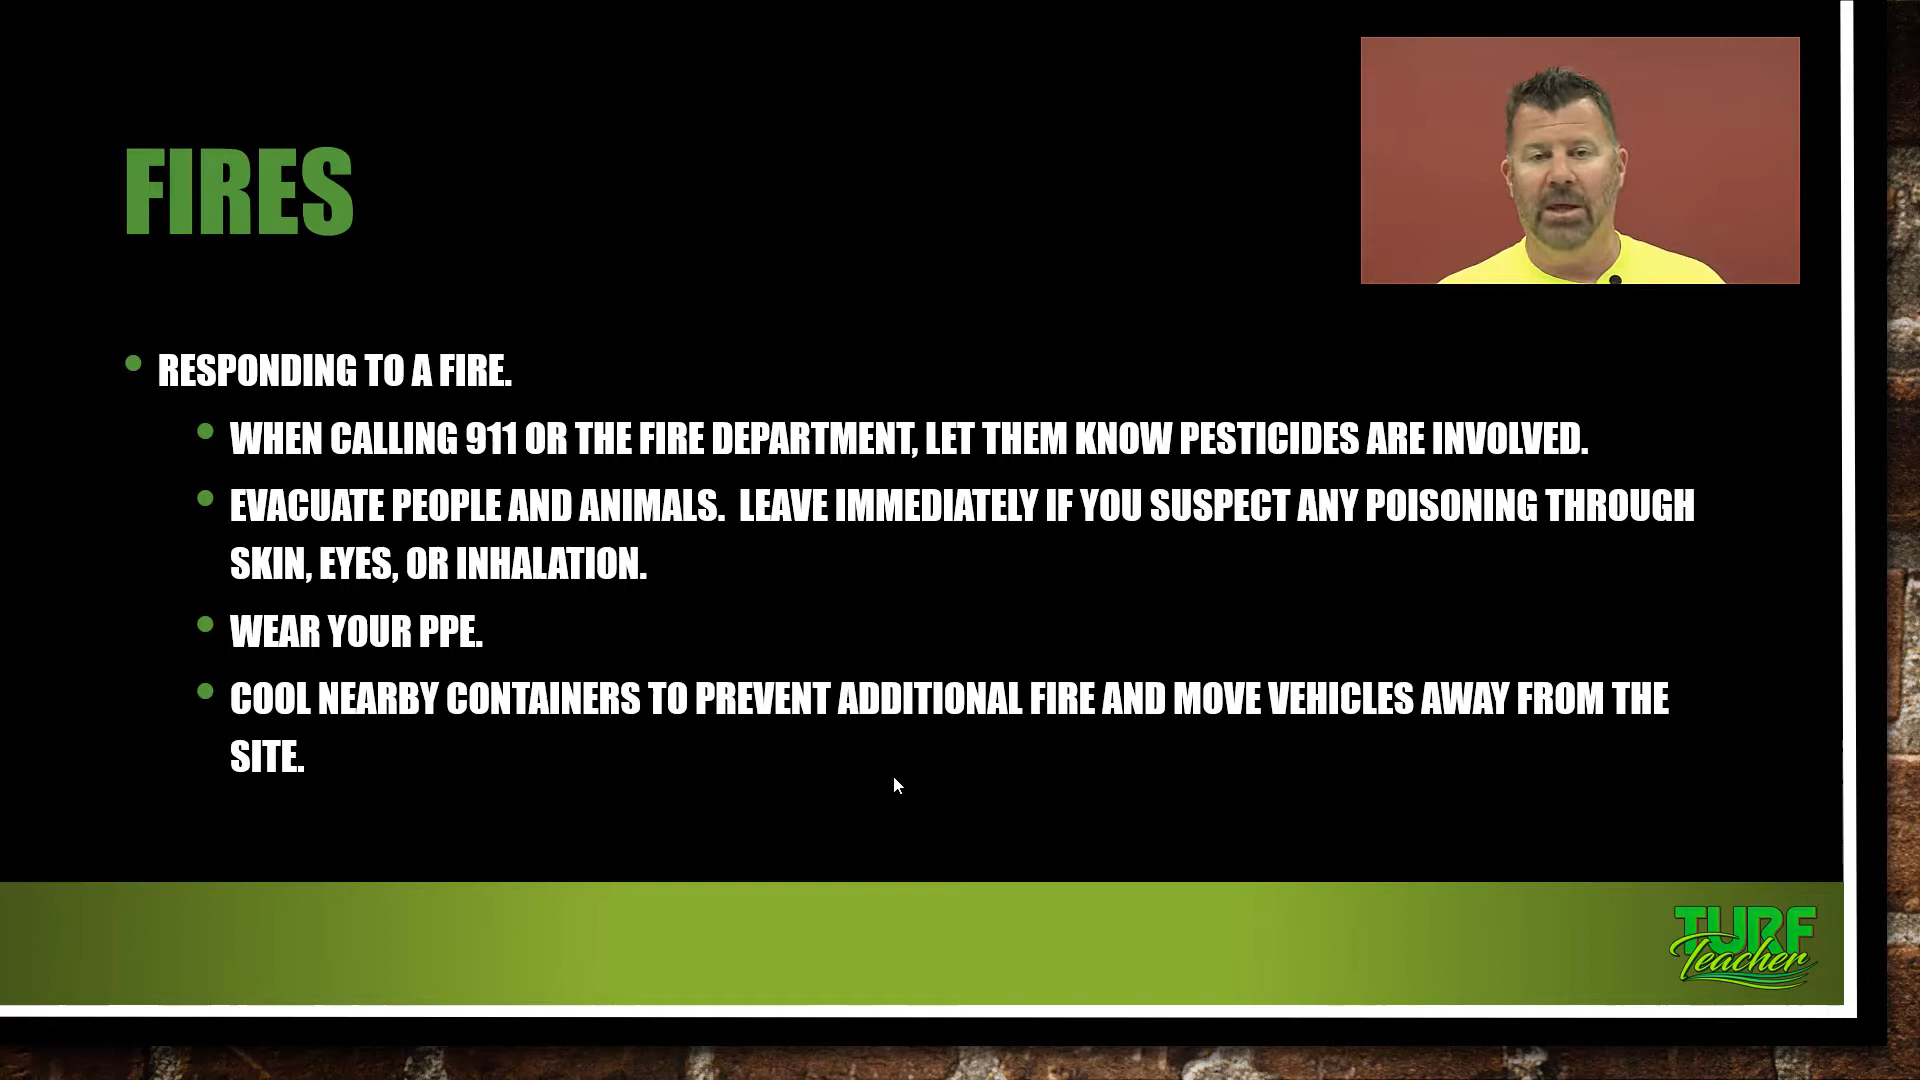 FIRES
RESPONDING TO A FIRE.
WHEN CALLING 911 OR THE FIRE DEPARTMENT, LET THEM KNOW PESTICIDES ARE INVOLVED.
EVACUATE PEOPLE AND ANIMALS. LEAVE IMMEDIATELY IF YOU SUSPECT ANY POISONING THROUGH
SKIN, EYES, OR INHALATION.
WEAR YOUR PPE.
COOL NEARBY CONTAINERS TO PREVENT ADDITIONAL FIRE AND MOVE VEHICLES AWAY FROM THE
SITE.
TURF
Teacher